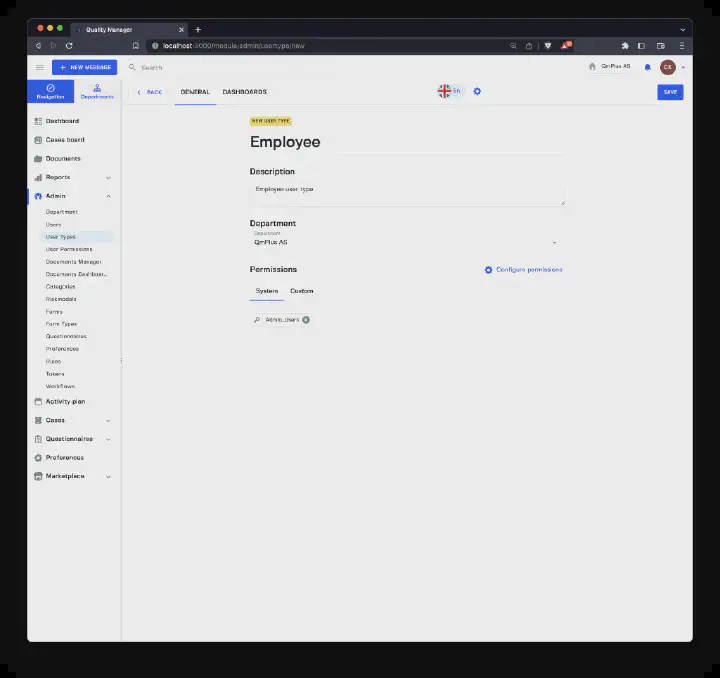 Quality Manager
localhost:3000/module/admin/usertype/new
NEW MESSAGE
Search
QmPlus AS
Navigation
Departments
BACK
GENERAL
DASHBOARDS
En
SAVE
Dashboard
Cases board
Documents
Reports
Admin
Department
Users
User Types
User Permissions
Documents Manager
Documents Dashboar...
Categories
Riskmodels
Forms
Form Types
Questionnaires
Preferences
Rules
Tokens
Workflows
Activity plan
Cases
Questionnaires
Preferences
Marketplace
NEW USER TYPE
Employee
Description
Employee user type
Department
Department
QmPlus AS
Permissions
Configure permissions
System
Custom
Admin_users